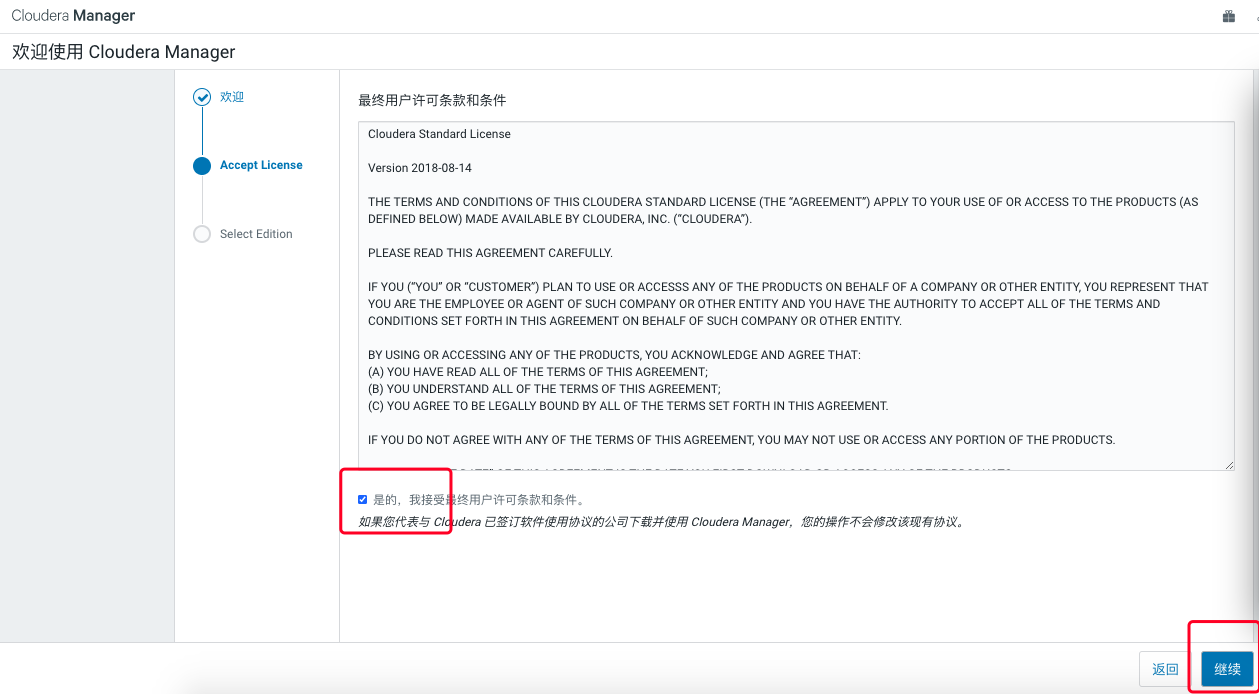 Cloudera Manager
欢迎使用 Cloudera Manager
欢迎
Accept License
Select Edition
最终用户许可条款和条件
Cloudera Standard License
Version 2018-08-14
THE TERMS AND CONDITIONS OF THIS CLOUDERA STANDARD LICENSE (THE “AGREEMENT”) APPLY TO YOUR USE OF OR ACCESS TO THE PRODUCTS (AS
DEFINED BELOW) MADE AVAILABLE BY CLOUDERA, INC. (“CLOUDERA”).
PLEASE READ THIS AGREEMENT CAREFULLY.
IF YOU (“YOU” OR “CUSTOMER”) PLAN TO USE OR ACCESSS ANY OF THE PRODUCTS ON BEHALF OF A COMPANY OR OTHER ENTITY, YOU REPRESENT THAT
YOU ARE THE EMPLOYEE OR AGENT OF SUCH COMPANY OR OTHER ENTITY AND YOU HAVE THE AUTHORITY TO ACCEPT ALL OF THE TERMS AND
CONDITIONS SET FORTH IN THIS AGREEMENT ON BEHALF OF SUCH COMPANY OR OTHER ENTITY.
BY USING OR ACCESSING ANY OF THE PRODUCTS, YOU ACKNOWLEDGE AND AGREE THAT:
(A) YOU HAVE READ ALL OF THE TERMS OF THIS AGREEMENT;
(B) YOU UNDERSTAND ALL OF THE TERMS OF THIS AGREEMENT;
(C) YOU AGREE TO BE LEGALLY BOUND BY ALL OF THE TERMS SET FORTH IN THIS AGREEMENT.
IF YOU DO NOT AGREE WITH ANY OF THE TERMS OF THIS AGREEMENT, YOU MAY NOT USE OR ACCESS ANY PORTION OF THE PRODUCTS.
是的，我接受最终用户许可条款和条件。
如果您代表与 Cloudera 已签订软件使用协议的公司下载并使用 Cloudera Manager，您的操作不会修改该现有协议。
返回
继续